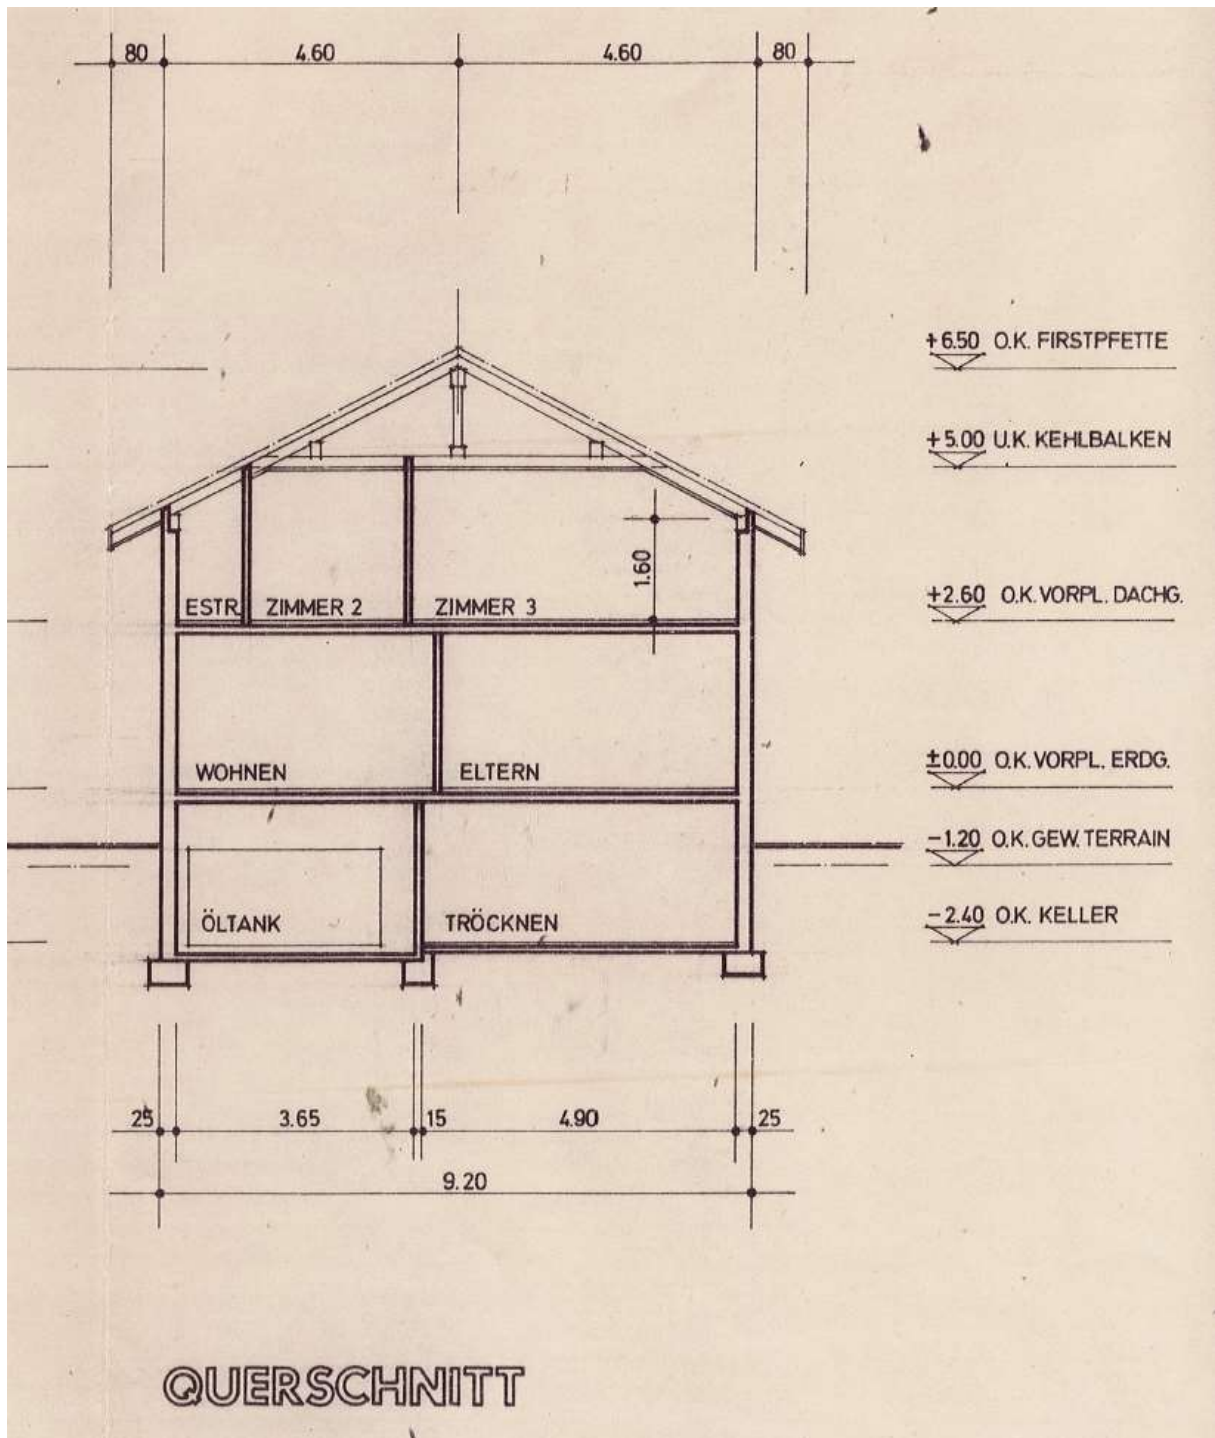 80 4.60 4.60 80
+6.50 O.K. FIRSTPFETTE
+5.00 U.K. KEHLBALKEN
1.60
+2.60 O.K. VORPL. DACHG.
ESTR. ZIMMER 2 ZIMMER 3
±0.00 O.K. VORPL. ERDG.
WOHNEN ELTERN
-1.20 O.K. GEW. TERRAIN
-2.40 O.K. KELLER
ÖLTANK TRÖCKNEN
25 3.65 15 4.90 25
9.20
QUERSCHNITT